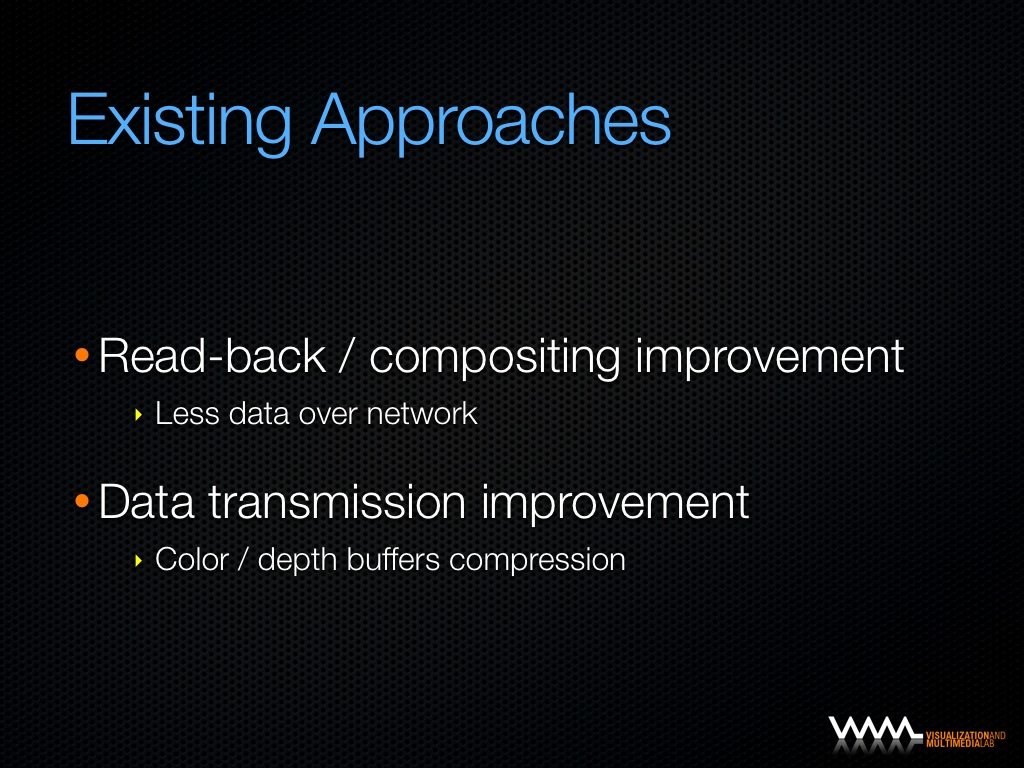 Existing Approaches
• Read-back / compositing improvement
‣ Less data over network
• Data transmission improvement
‣ Color / depth buffers compression
VISUALIZATIONAND
MULTIMEDIALAB